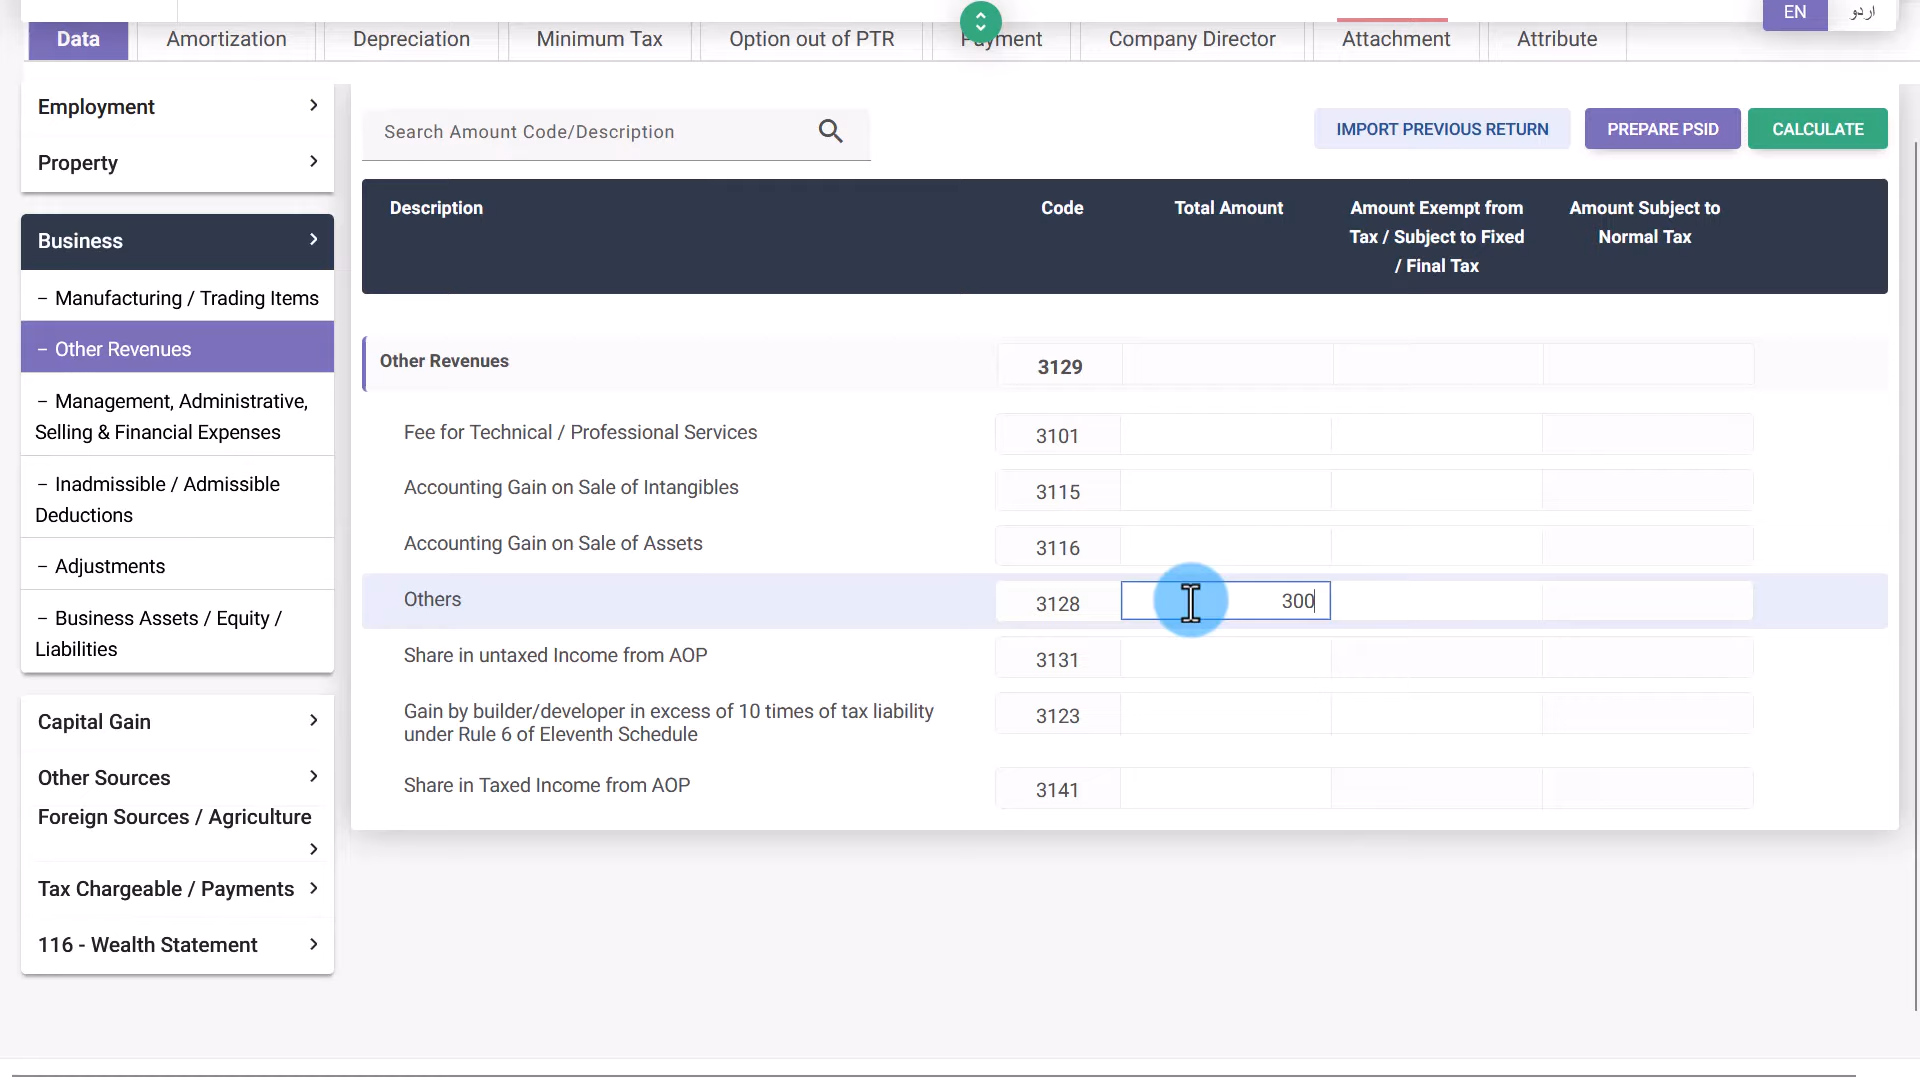 EN
اردو
Data
Amortization
Depreciation
Minimum Tax
Option out of PTR
Payment
Company Director
Attachment
Attribute
Employment
Property
Business
– Manufacturing / Trading Items
– Other Revenues
– Management, Administrative,
Selling & Financial Expenses
– Inadmissible / Admissible
Deductions
– Adjustments
– Business Assets / Equity /
Liabilities
Capital Gain
Other Sources
Foreign Sources / Agriculture
Tax Chargeable / Payments
116 - Wealth Statement
Search Amount Code/Description
IMPORT PREVIOUS RETURN
PREPARE PSID
CALCULATE
Description
Code
Total Amount
Amount Exempt from
Tax / Subject to Fixed
/ Final Tax
Amount Subject to
Normal Tax
Other Revenues 3129
Fee for Technical / Professional Services 3101
Accounting Gain on Sale of Intangibles 3115
Accounting Gain on Sale of Assets 3116
Others 3128 300
Share in untaxed Income from AOP 3131
Gain by builder/developer in excess of 10 times of tax liability
under Rule 6 of Eleventh Schedule
3123
Share in Taxed Income from AOP 3141